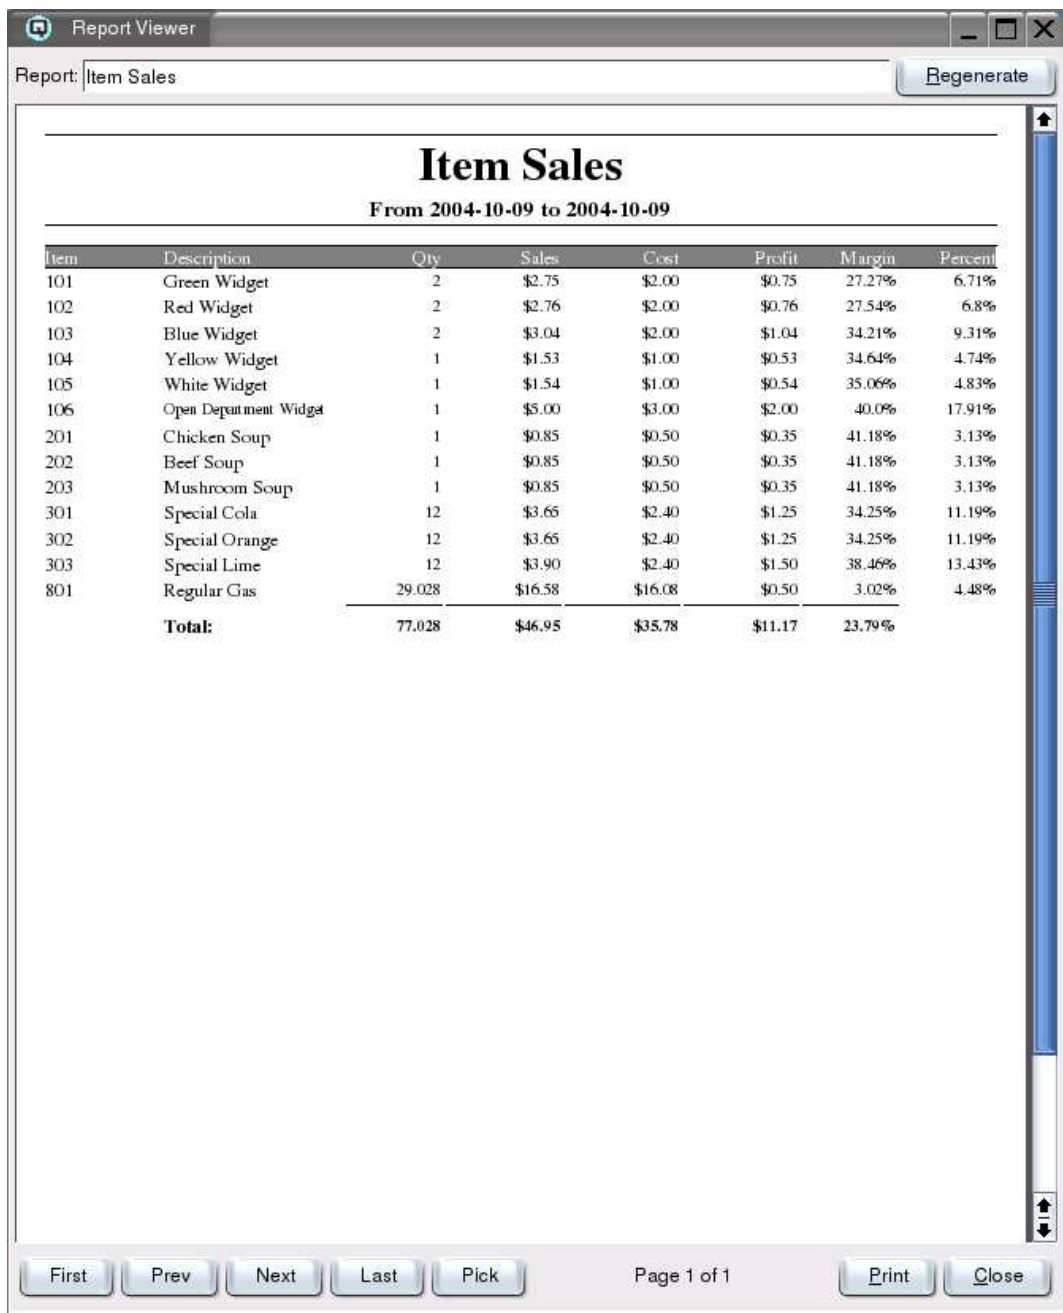 Report Viewer
Report: Item Sales Regenerate
Item Sales
From 2004-10-09 to 2004-10-09
Item Description Qty Sales Cost Profit Margin Percent
101 Green Widget 2 $2.75 $2.00 $0.75 27.27% 6.71%
102 Red Widget 2 $2.76 $2.00 $0.76 27.54% 6.8%
103 Blue Widget 2 $3.04 $2.00 $1.04 34.21% 9.31%
104 Yellow Widget 1 $1.53 $1.00 $0.53 34.64% 4.74%
105 White Widget 1 $1.54 $1.00 $0.54 35.06% 4.83%
106 Open Department Widget 1 $5.00 $3.00 $2.00 40.0% 17.91%
201 Chicken Soup 1 $0.85 $0.50 $0.35 41.18% 3.13%
202 Beef Soup 1 $0.85 $0.50 $0.35 41.18% 3.13%
203 Mushroom Soup 1 $0.85 $0.50 $0.35 41.18% 3.13%
301 Special Cola 12 $3.65 $2.40 $1.25 34.25% 11.19%
302 Special Orange 12 $3.65 $2.40 $1.25 34.25% 11.19%
303 Special Lime 12 $3.90 $2.40 $1.50 38.46% 13.43%
801 Regular Gas 29.028 $16.58 $16.08 $0.50 3.02% 4.48%
Total: 77.028 $46.95 $35.78 $11.17 23.79%
First Prev Next Last Pick Page 1 of 1 Print Close